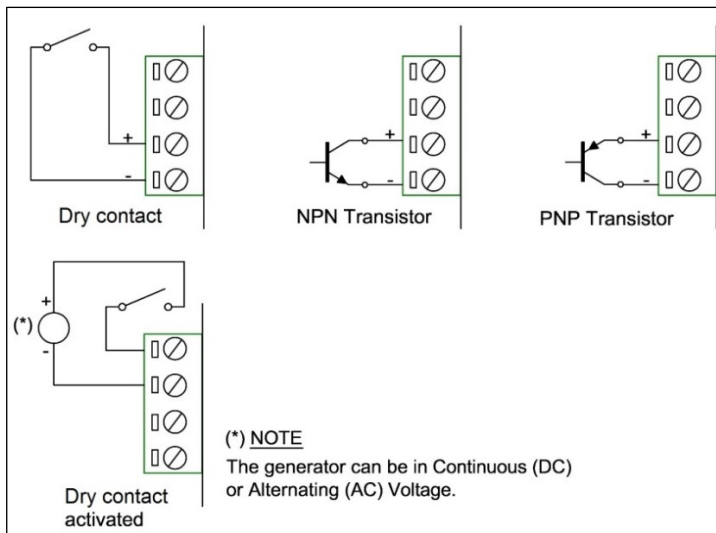 +
-
Dry contact
+
-
NPN Transistor
+
-
PNP Transistor
+
(*)
-
Dry contact
activated
(*) NOTE
The generator can be in Continuous (DC)
or Alternating (AC) Voltage.